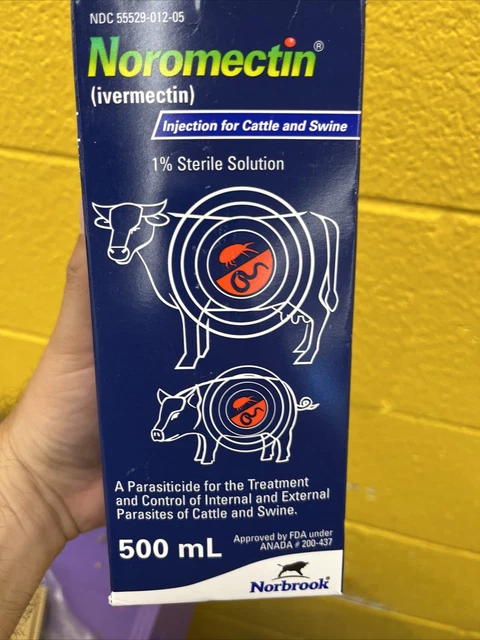 NDC 55529-012-05
Noromectin®
(ivermectin)
Injection for Cattle and Swine
1% Sterile Solution
A Parasiticide for the Treatment
and Control of Internal and External
Parasites of Cattle and Swine.
500 mL
Approved by FDA under
ANADA # 200-437
Norbrook®